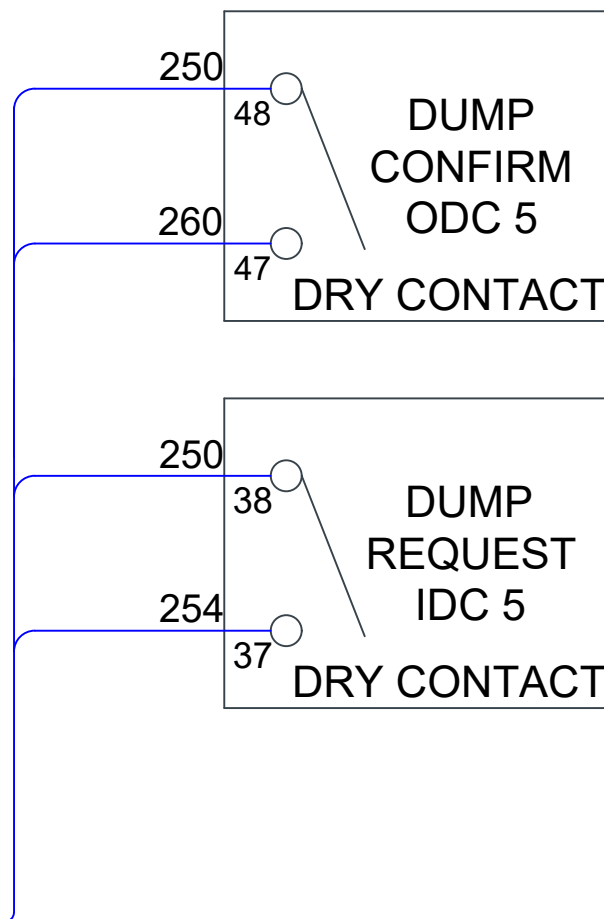 250
48
DUMP
CONFIRM
ODC 5
260
47
DRY CONTACT
250
38
DUMP
REQUEST
IDC 5
254
37
DRY CONTACT